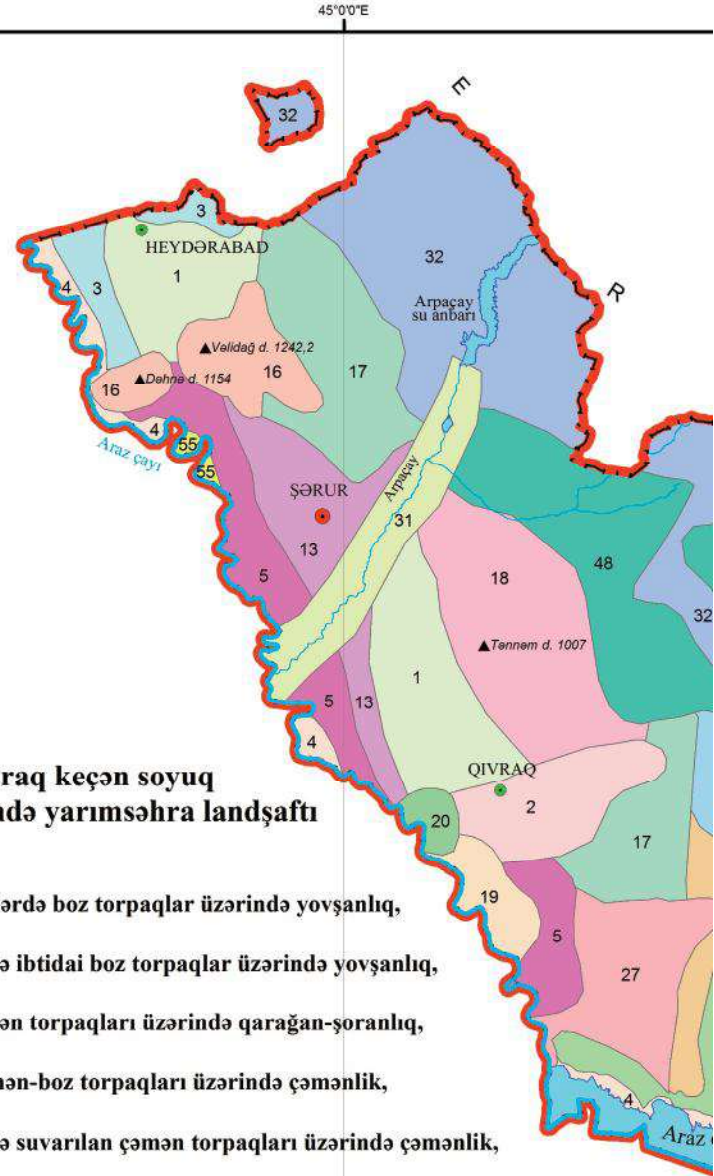 45°0'0"E
E
32
3
HEYDƏRABAD
4
3
1
32
R
Arpaçay
su anbarı
Vəlidağ d. 1242,2
16
17
16
Dəhnə d. 1154
4
55
Araz çayı
55
Arpaçay
ŞƏRUR
31
13
5
18
48
32
Tənnəm d. 1007
1
5
13
4
QIVRAQ
2
20
17
19
5
27
4
Araz
raq keçən soyuq
ndə yarımsəhra landşaftı
ərdə boz torpaqlar üzərində yovşanlıq,
ə ibtidai boz torpaqlar üzərində yovşanlıq,
ən torpaqları üzərində qarağan-şoranlıq,
mən-boz torpaqları üzərində çəmənlik,
ə suvarılan çəmən torpaqları üzərində çəmənlik,